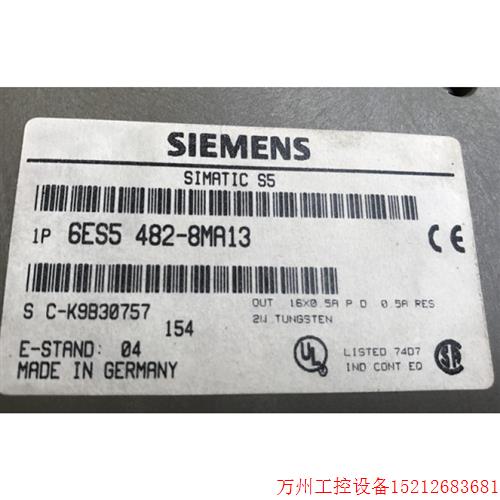 SIEMENS
SIMATIC S5
1P 6ES5 482-8MA13
CE
S C-K9B30757
154
OUT 16X0.5A P D 0.5A RES
2W TUNGSTEN
E-STAND: 04
MADE IN GERMANY
UL
LISTED 74D7
IND CONT EQ
SA
万州工控设备15212683681